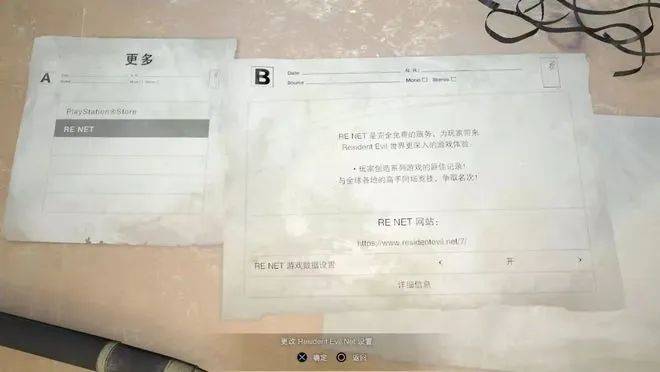 更多
A
PlayStation®Store
RE NET
B
Date:
N. R.:
Source
Mono
Stereo
RE NET 是完全免费的服务，为玩家带来
Resident Evil 世界更深入的游戏体验.
• 玩家创造系列游戏的最佳记录!
与全球各地的高手同场竞技，争取名次!
RE NET 网站:
https://www.residentevil.net/7/
RE NET 游戏数据设置
‹ 开 ›
详细信息
更改 Resident Evil.Net 设置
确定 返回